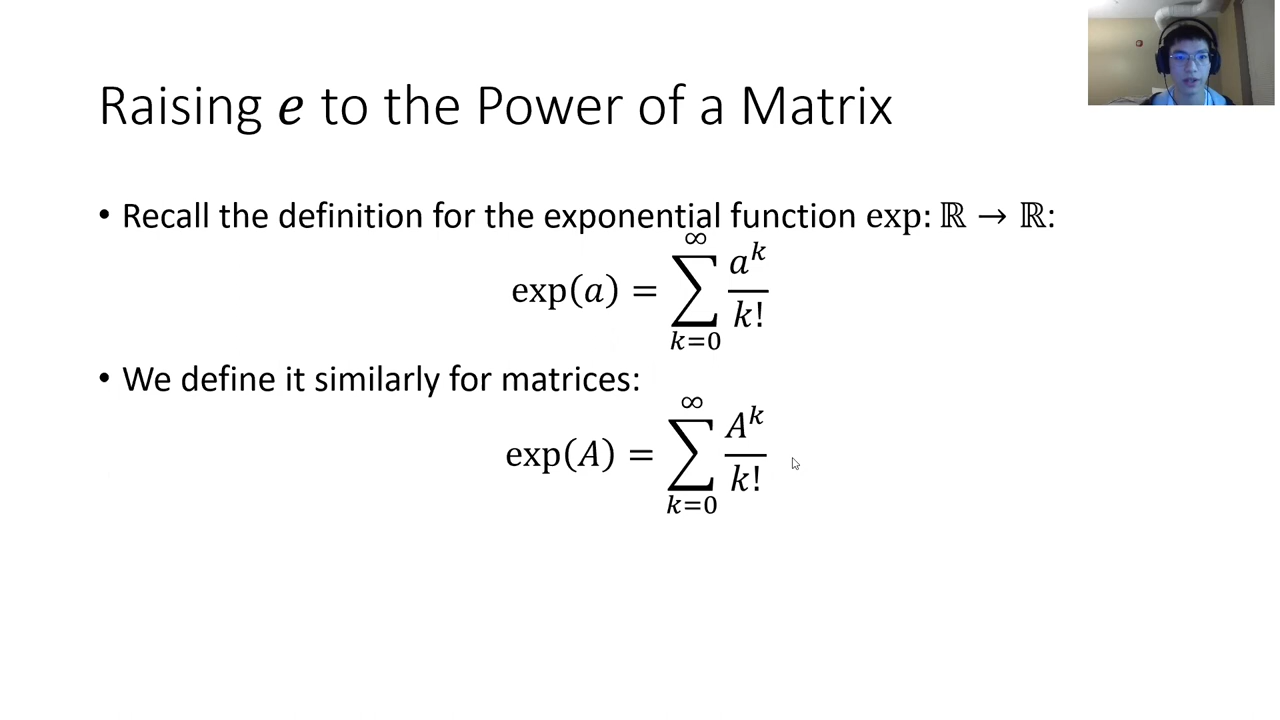 Raising e to the Power of a Matrix
• Recall the definition for the exponential function exp: ℝ → ℝ:
exp(a) = ∑_{k=0}^{∞} a^k / k!
• We define it similarly for matrices:
exp(A) = ∑_{k=0}^{∞} A^k / k!